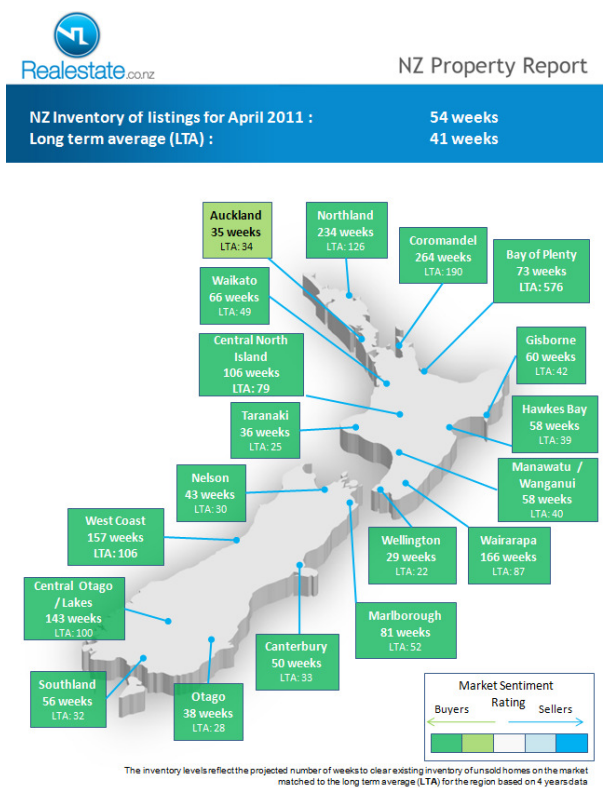 Realestate.co.nz
NZ Property Report
NZ Inventory of listings for April 2011 : 54 weeks
Long term average (LTA) : 41 weeks
Auckland
35 weeks
LTA: 34
Northland
234 weeks
LTA: 126
Coromandel
264 weeks
LTA: 190
Bay of Plenty
73 weeks
LTA: 576
Waikato
66 weeks
LTA: 49
Central North
Island
106 weeks
LTA: 79
Gisborne
60 weeks
LTA: 42
Taranaki
36 weeks
LTA: 25
Hawkes Bay
58 weeks
LTA: 39
Manawatu /
Wanganui
58 weeks
LTA: 40
Nelson
43 weeks
LTA: 30
West Coast
157 weeks
LTA: 106
Wellington
29 weeks
LTA: 22
Wairarapa
166 weeks
LTA: 87
Central Otago
/ Lakes
143 weeks
LTA: 100
Marlborough
81 weeks
LTA: 52
Canterbury
50 weeks
LTA: 33
Southland
56 weeks
LTA: 32
Otago
38 weeks
LTA: 28
Market Sentiment
Rating
Buyers Sellers
The inventory levels reflect the projected number of weeks to clear existing inventory of unsold homes on the market
matched to the long term average (LTA) for the region based on 4 years data